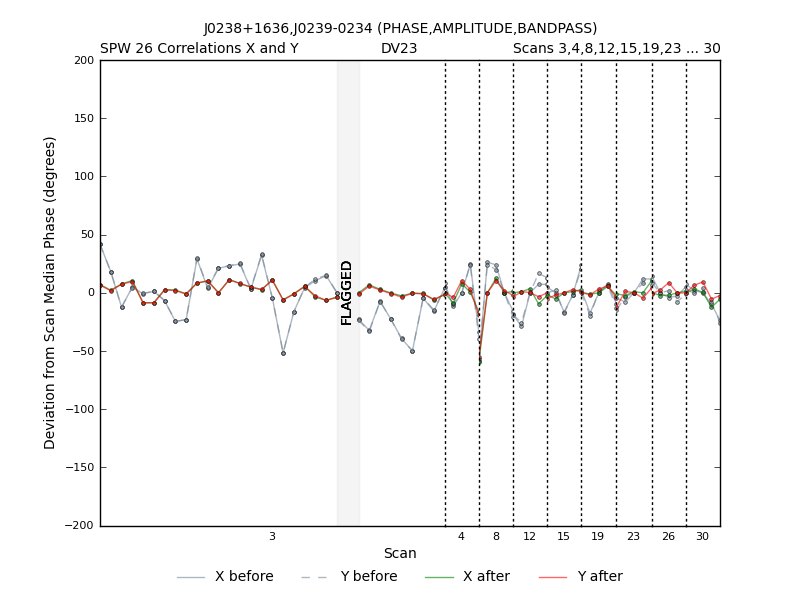 J0238+1636,J0239-0234 (PHASE,AMPLITUDE,BANDPASS)
SPW 26 Correlations X and Y DV23 Scans 3,4,8,12,15,19,23 ... 30
200
150
100
50
0
−50
−100
−150
−200
Deviation from Scan Median Phase (degrees)
FLAGGED
3 4 8 12 15 19 23 26 30
Scan
X before Y before X after Y after